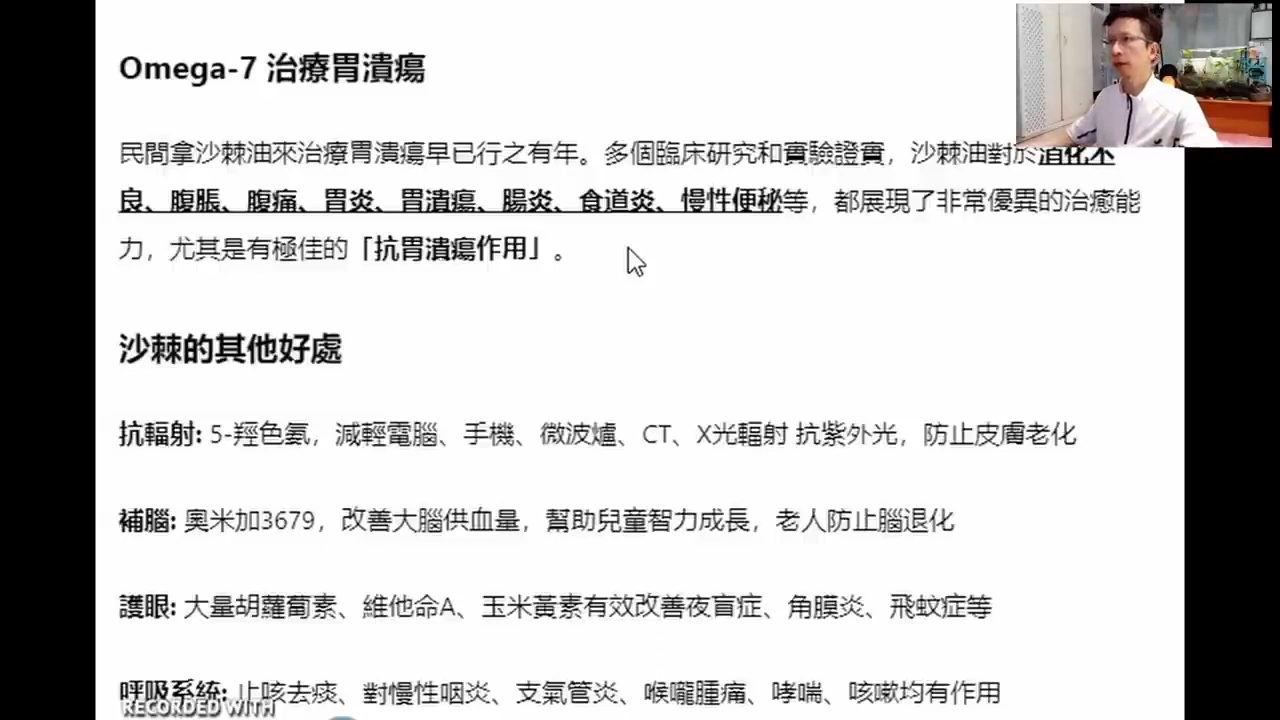 Omega-7 治療胃潰瘍
民間拿沙棘油來治療胃潰瘍早已行之有年。多個臨床研究和實驗證實，沙棘油對於消化不
良、腹脹、腹痛、胃炎、胃潰瘍、腸炎、食道炎、慢性便秘等，都展現了非常優異的治癒能
力，尤其是有極佳的「抗胃潰瘍作用」。
沙棘的其他好處
抗輻射: 5-羥色氨，減輕電腦、手機、微波爐、CT、X光輻射 抗紫外光，防止皮膚老化
補腦: 奧米加3679，改善大腦供血量，幫助兒童智力成長，老人防止腦退化
護眼: 大量胡蘿蔔素、維他命A、玉米黃素有效改善夜盲症、角膜炎、飛蚊症等
呼吸系統: 止咳去痰、對慢性咽炎、支氣管炎、喉嚨腫痛、哮喘、咳嗽均有作用
RECORDED WITH